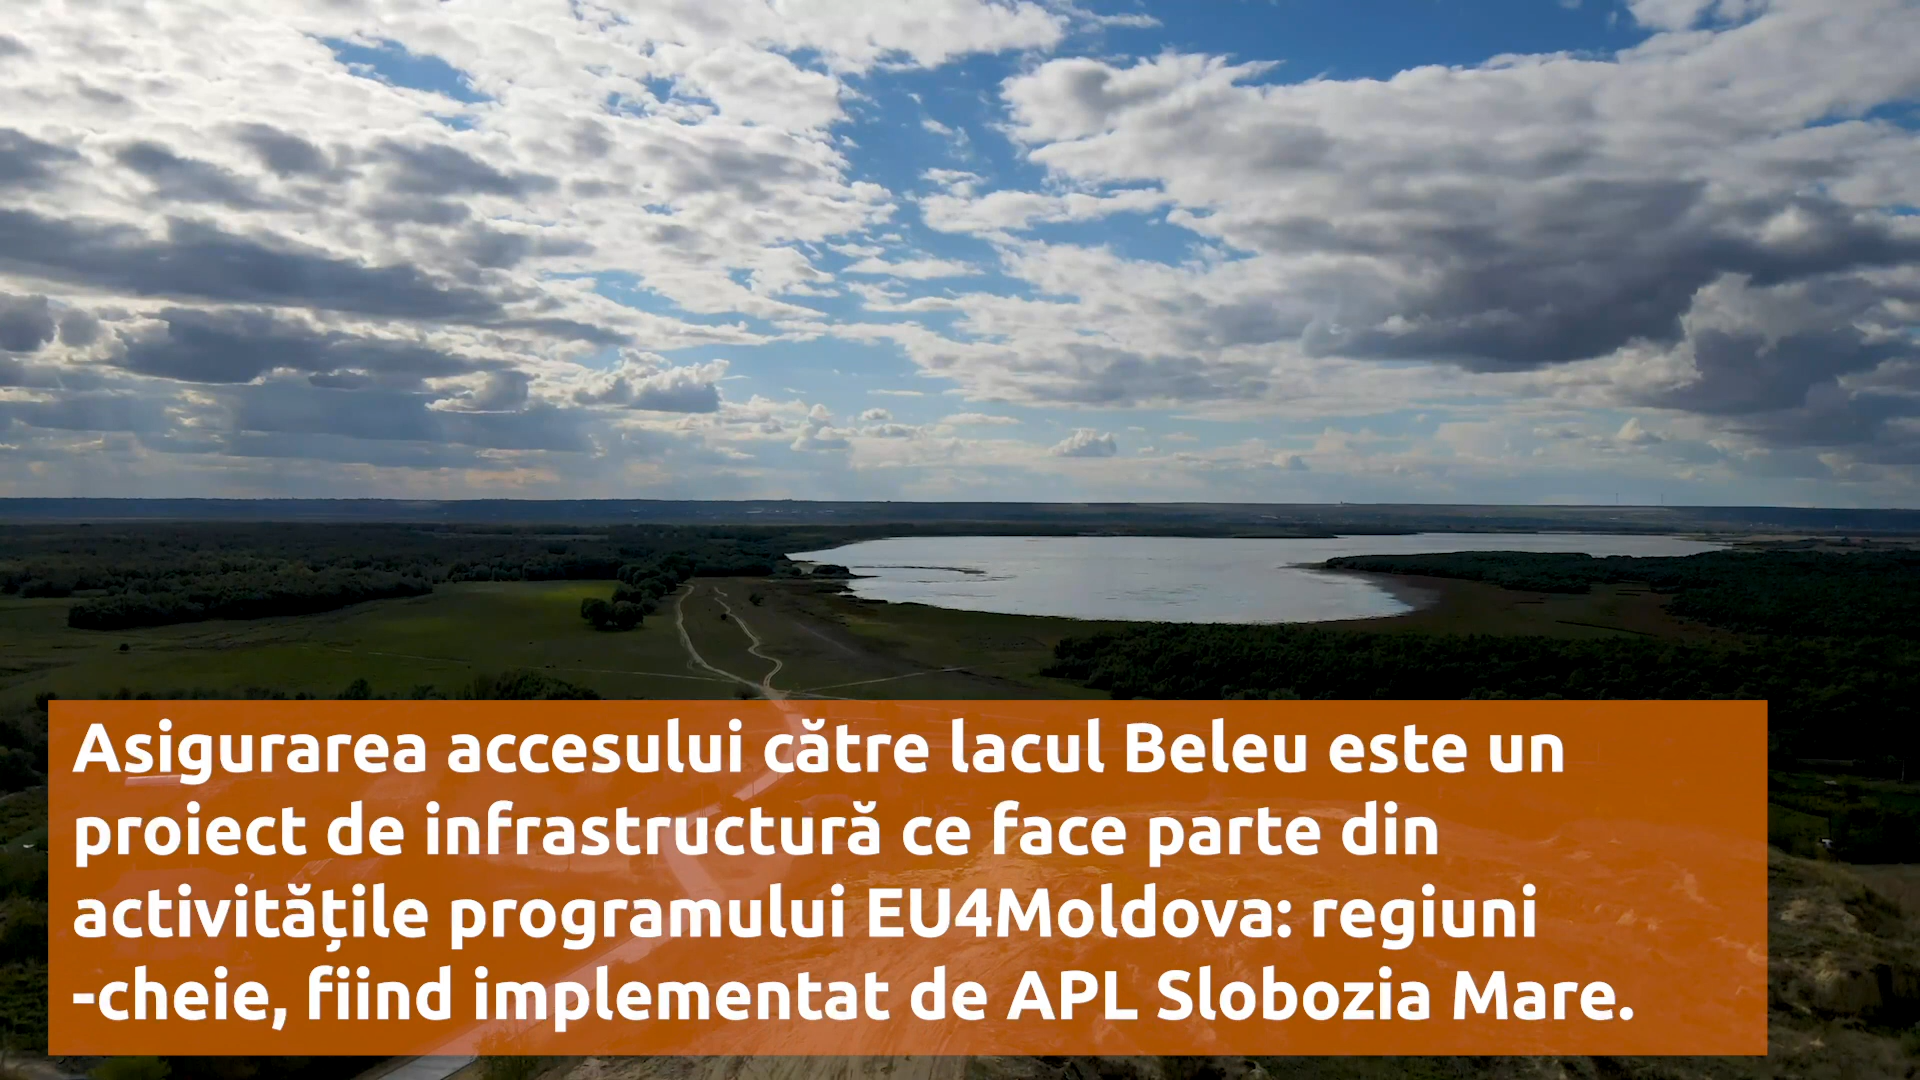 Asigurarea accesului către lacul Beleu este un
proiect de infrastructură ce face parte din
activitățile programului EU4Moldova: regiuni
-cheie, fiind implementat de APL Slobozia Mare.